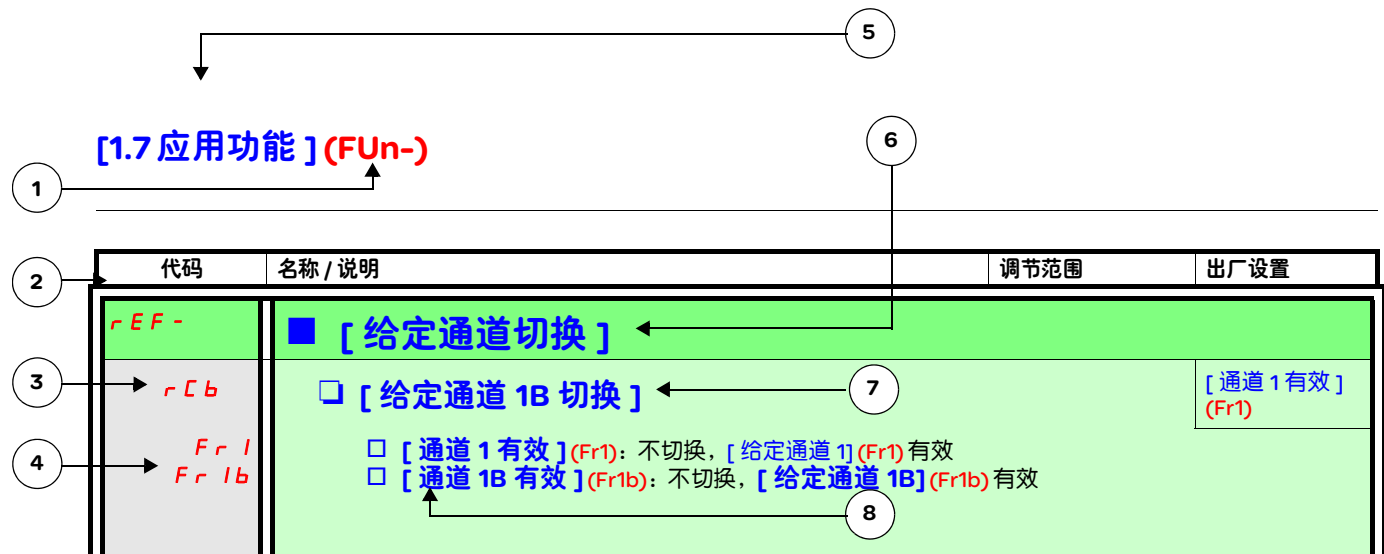 5
[1.7 应用功能 ] (FUn-)
6
1
2
代码 名称 / 说明 调节范围 出厂设置
rEF-
■ [ 给定通道切换 ]
3
rCb
❏ [ 给定通道 1B 切换 ]
7
[ 通道 1 有效 ]
(Fr1)
4
Fr1
□ [ 通道 1 有效 ] (Fr1)：不切换，[ 给定通道 1] (Fr1) 有效
Fr1b
□ [ 通道 1B 有效 ] (Fr1b)：不切换，[ 给定通道 1B] (Fr1b) 有效
8